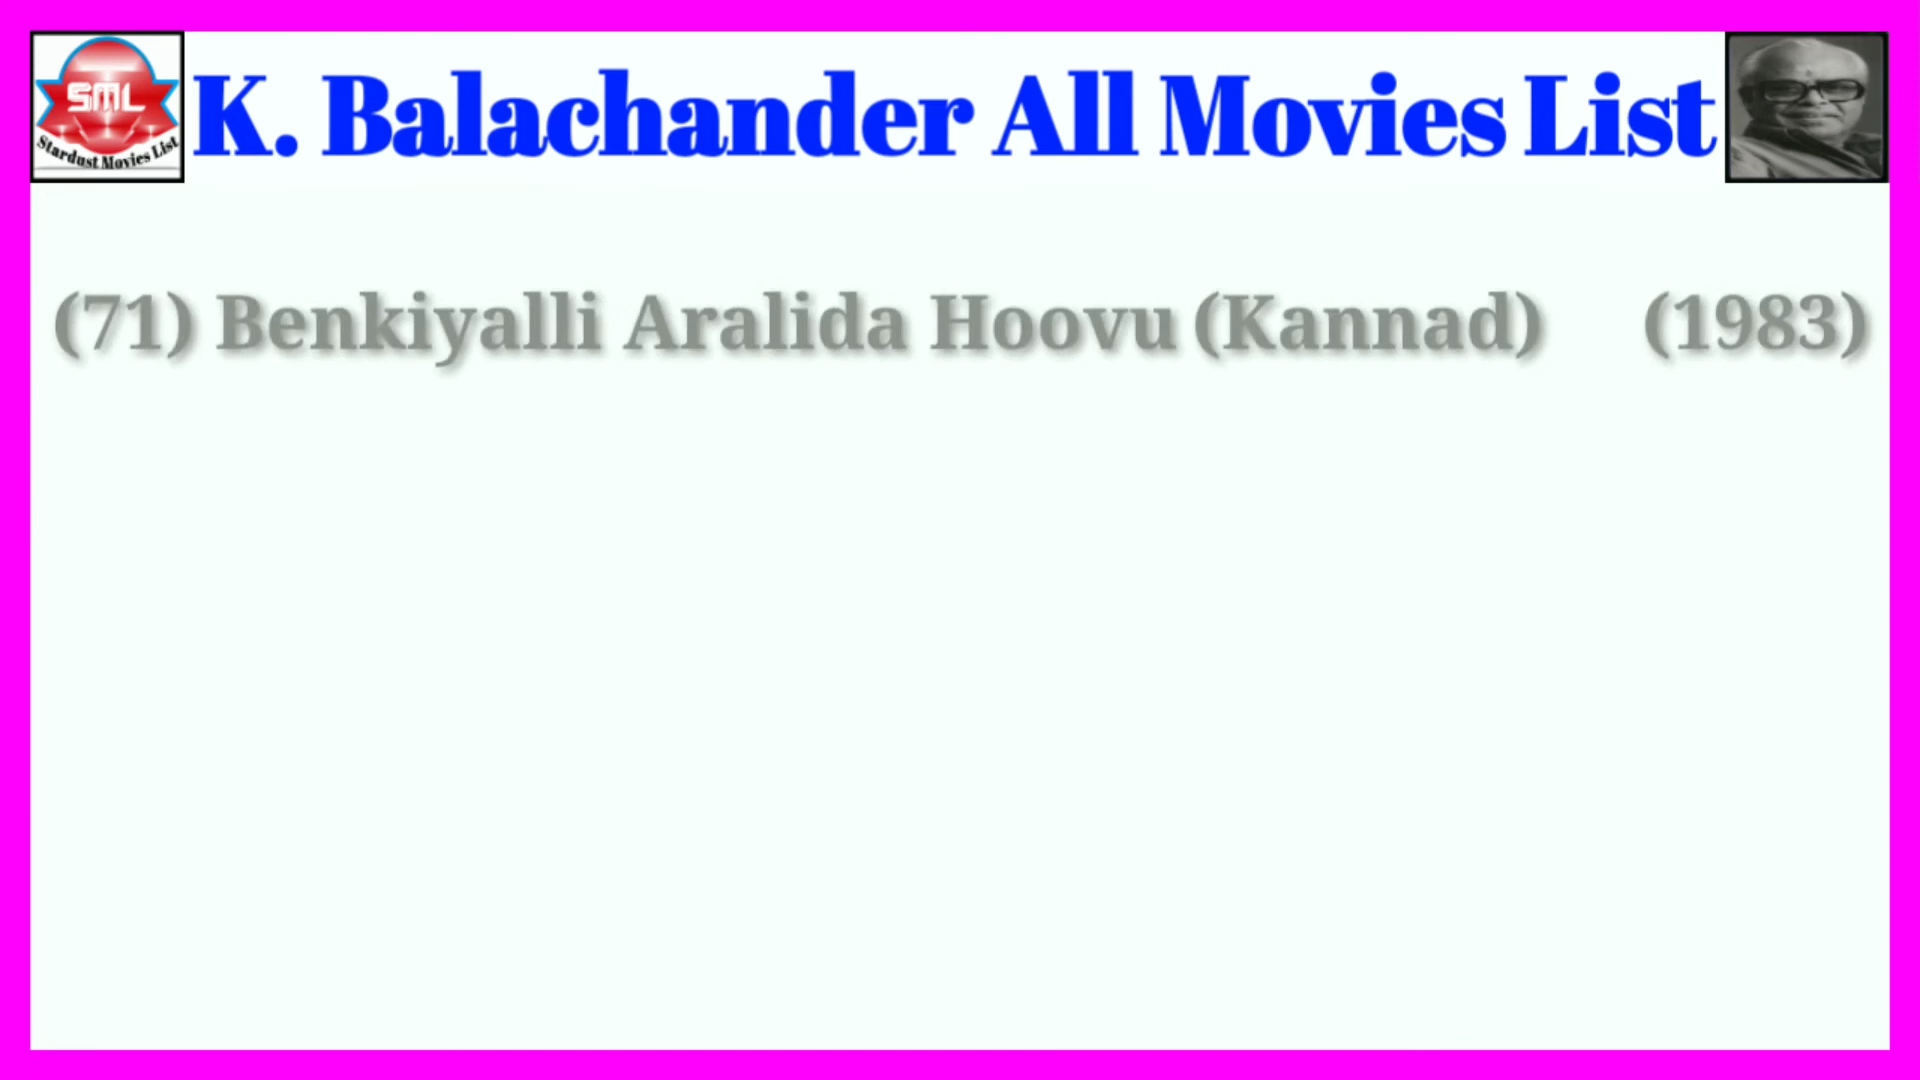 SML
Stardust Movies List
K. Balachander All Movies List
(71) Benkiyalli Aralida Hoovu (Kannad) (1983)